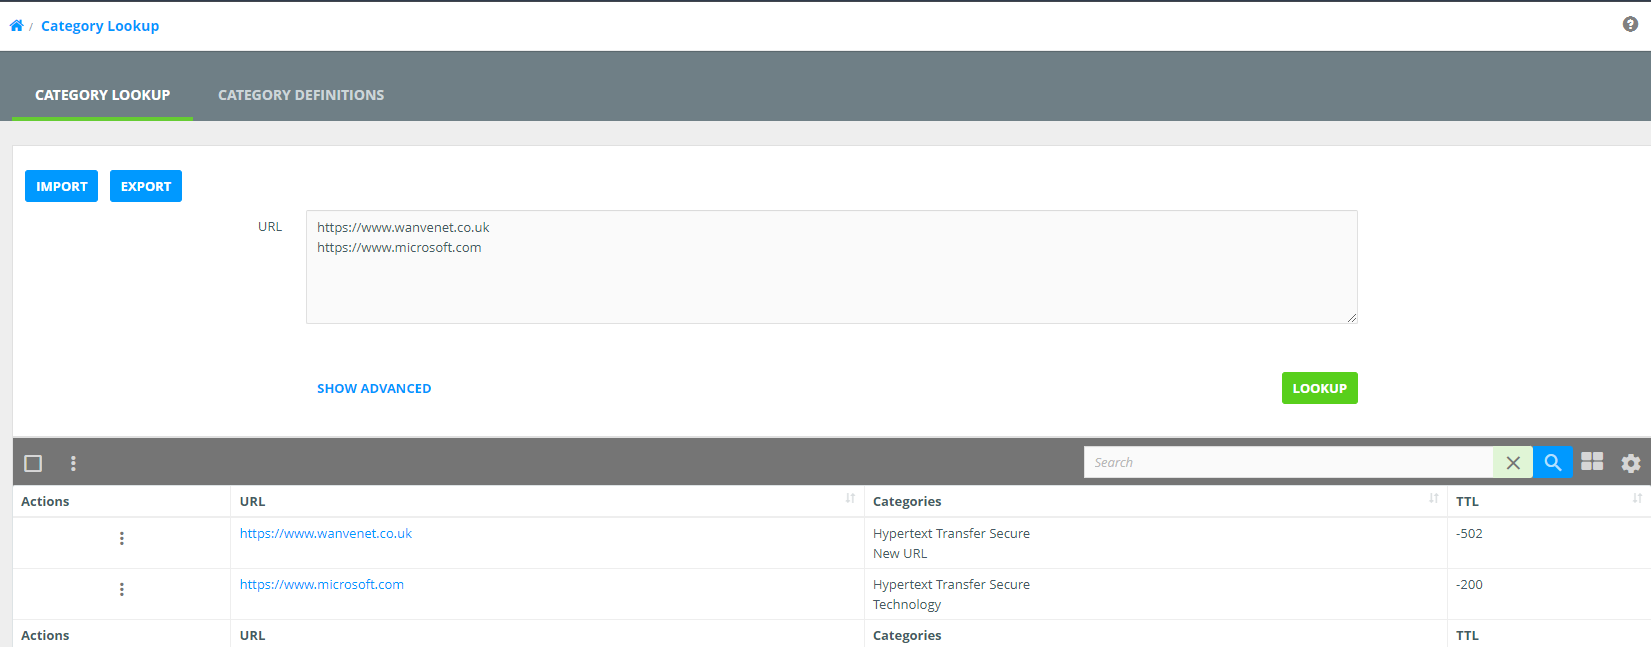 / Category Lookup
CATEGORY LOOKUP CATEGORY DEFINITIONS
IMPORT EXPORT
URL https://www.wanvenet.co.uk
https://www.microsoft.com
SHOW ADVANCED LOOKUP
Search
Actions URL Categories TTL
https://www.wanvenet.co.uk Hypertext Transfer Secure -502
New URL
https://www.microsoft.com Hypertext Transfer Secure -200
Technology
Actions URL Categories TTL